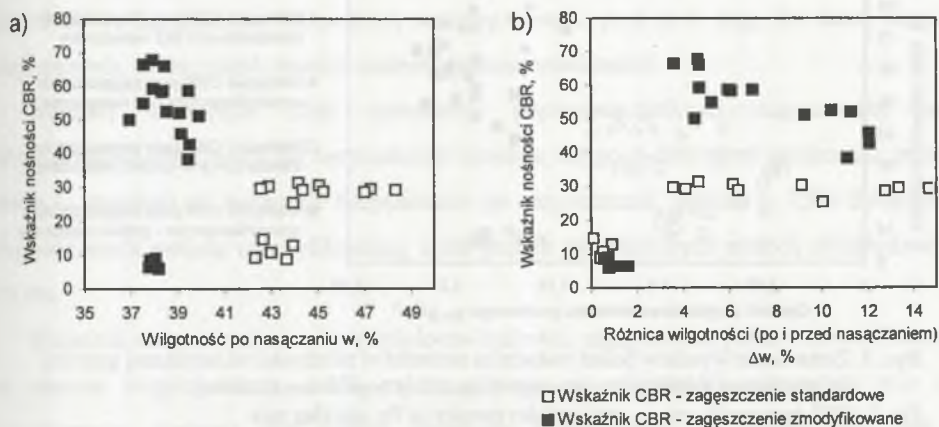 a)
Wskaźnik nośności CBR, %
80
70
60
50
40
30
20
10
0
35 37 39 41 43 45 47 49
Wilgotność po nasączaniu w, %
b)
Wskaźnik nośności CBR, %
80
70
60
50
40
30
20
10
0
0 2 4 6 8 10 12 14
Różnica wilgotności (po i przed nasączaniem)
Δw, %
Wskaźnik CBR - zagęszczenie standardowe
Wskaźnik CBR - zagęszczenie zmodyfikowane